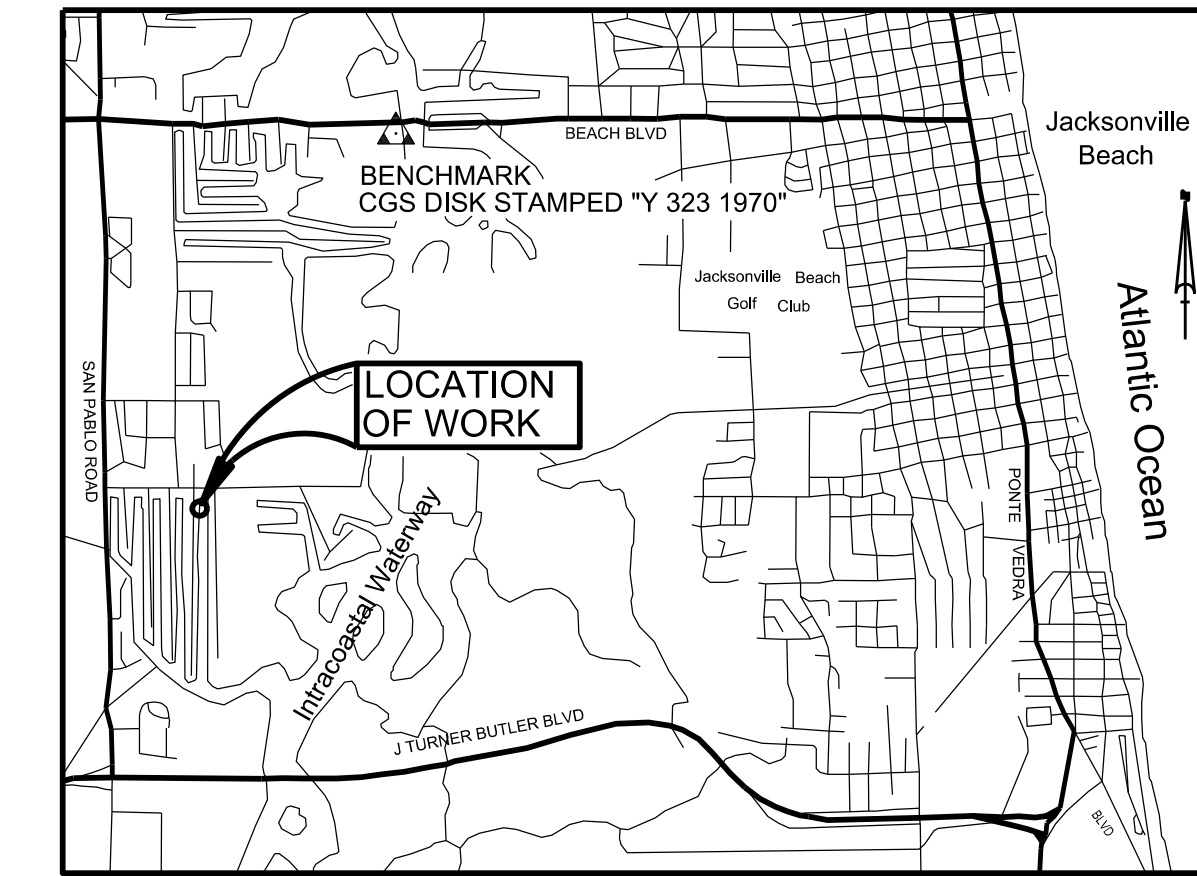 BEACH BLVD
Jacksonville
Beach
BENCHMARK
CGS DISK STAMPED "Y 323 1970"
Jacksonville Beach
Golf Club
Atlantic Ocean
SAN PABLO ROAD
LOCATION
OF WORK
Intracoastal Waterway
PONTE VEDRA
J TURNER BUTLER BLVD
BLVD